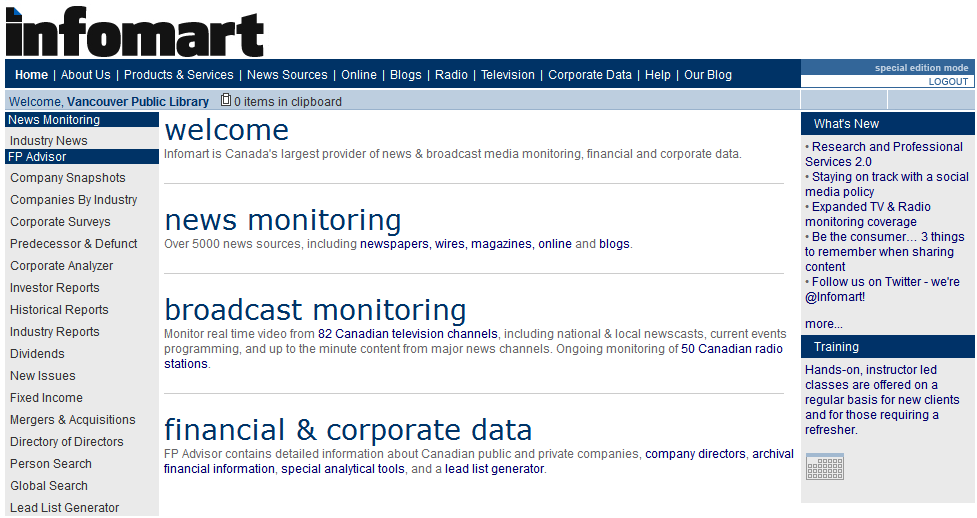 infomart
Home | About Us | Products & Services | News Sources | Online | Blogs | Radio | Television | Corporate Data | Help | Our Blog
special edition mode
LOGOUT
Welcome, Vancouver Public Library 0 items in clipboard
News Monitoring
Industry News
FP Advisor
Company Snapshots
Companies By Industry
Corporate Surveys
Predecessor & Defunct
Corporate Analyzer
Investor Reports
Historical Reports
Industry Reports
Dividends
New Issues
Fixed Income
Mergers & Acquisitions
Directory of Directors
Person Search
Global Search
Lead List Generator
welcome
Infomart is Canada's largest provider of news & broadcast media monitoring, financial and corporate data.
news monitoring
Over 5000 news sources, including newspapers, wires, magazines, online and blogs.
broadcast monitoring
Monitor real time video from 82 Canadian television channels, including national & local newscasts, current events
programming, and up to the minute content from major news channels. Ongoing monitoring of 50 Canadian radio
stations.
financial & corporate data
FP Advisor contains detailed information about Canadian public and private companies, company directors, archival
financial information, special analytical tools, and a lead list generator.
What's New
• Research and Professional
Services 2.0
• Staying on track with a social
media policy
• Expanded TV & Radio
monitoring coverage
• Be the consumer… 3 things
to remember when sharing
content
• Follow us on Twitter - we're
@Infomart!
more...
Training
Hands-on, instructor led
classes are offered on a
regular basis for new clients
and for those requiring a
refresher.